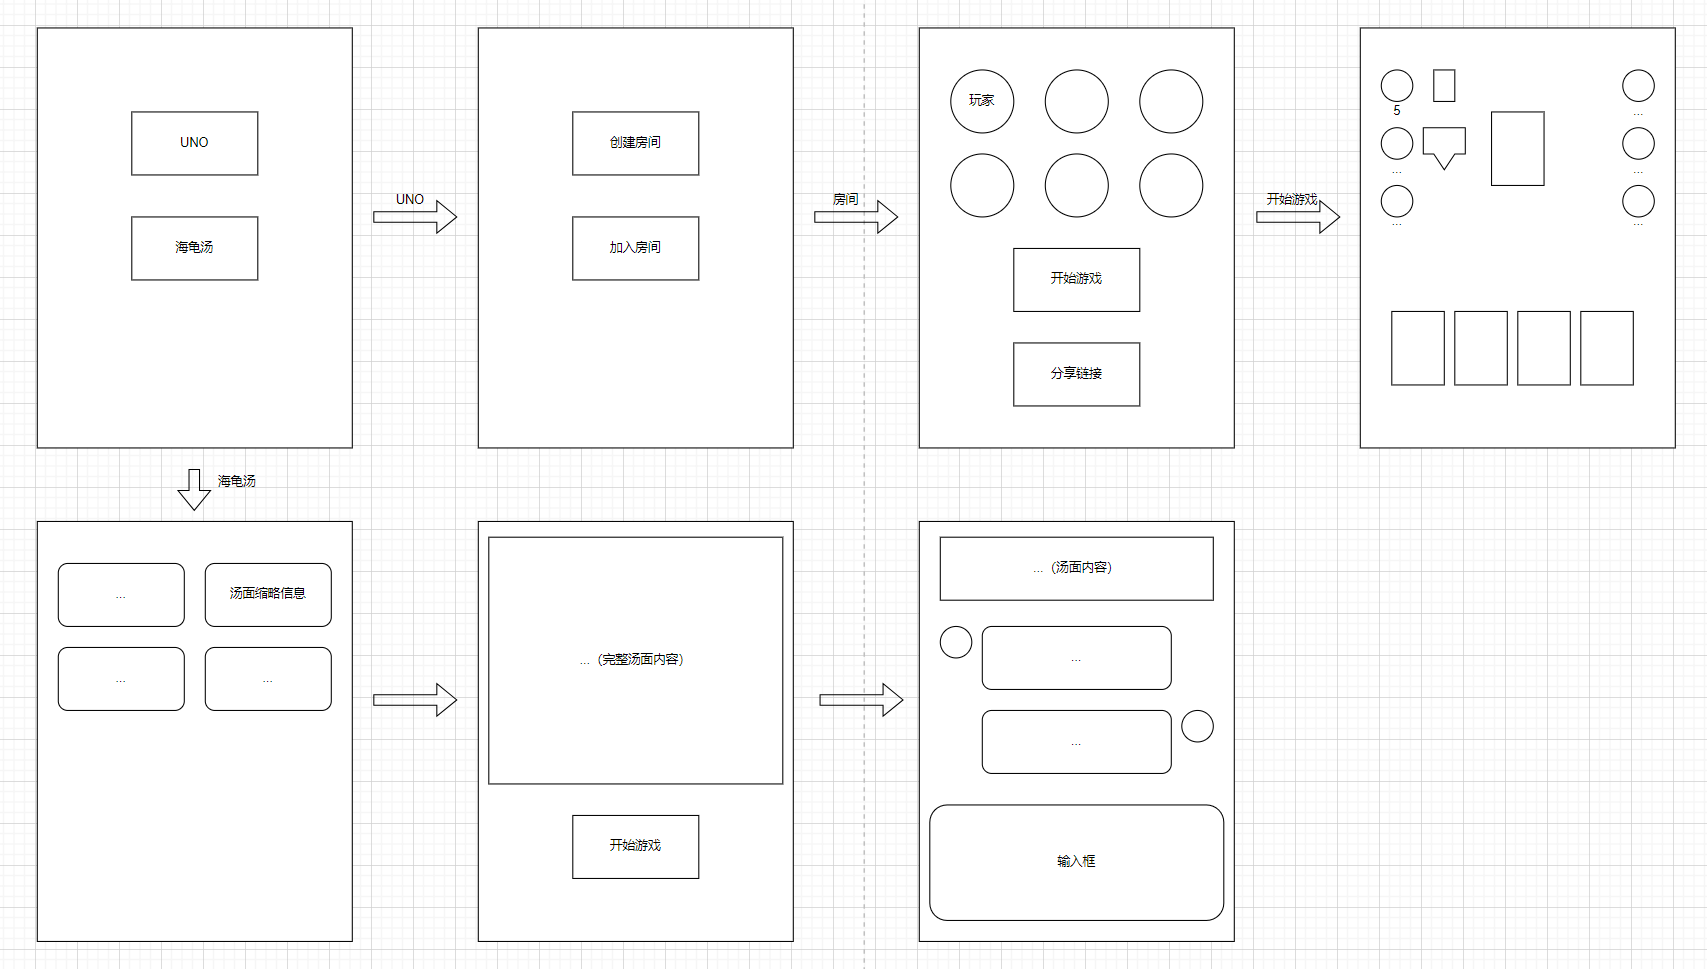 UNO
海龟汤
UNO
创建房间
加入房间
房间
玩家
开始游戏
分享链接
开始游戏
5
...
...
...
...
...
海龟汤
...
汤面缩略信息
...
...
...（完整汤面内容）
开始游戏
...（汤面内容）
...
...
输入框